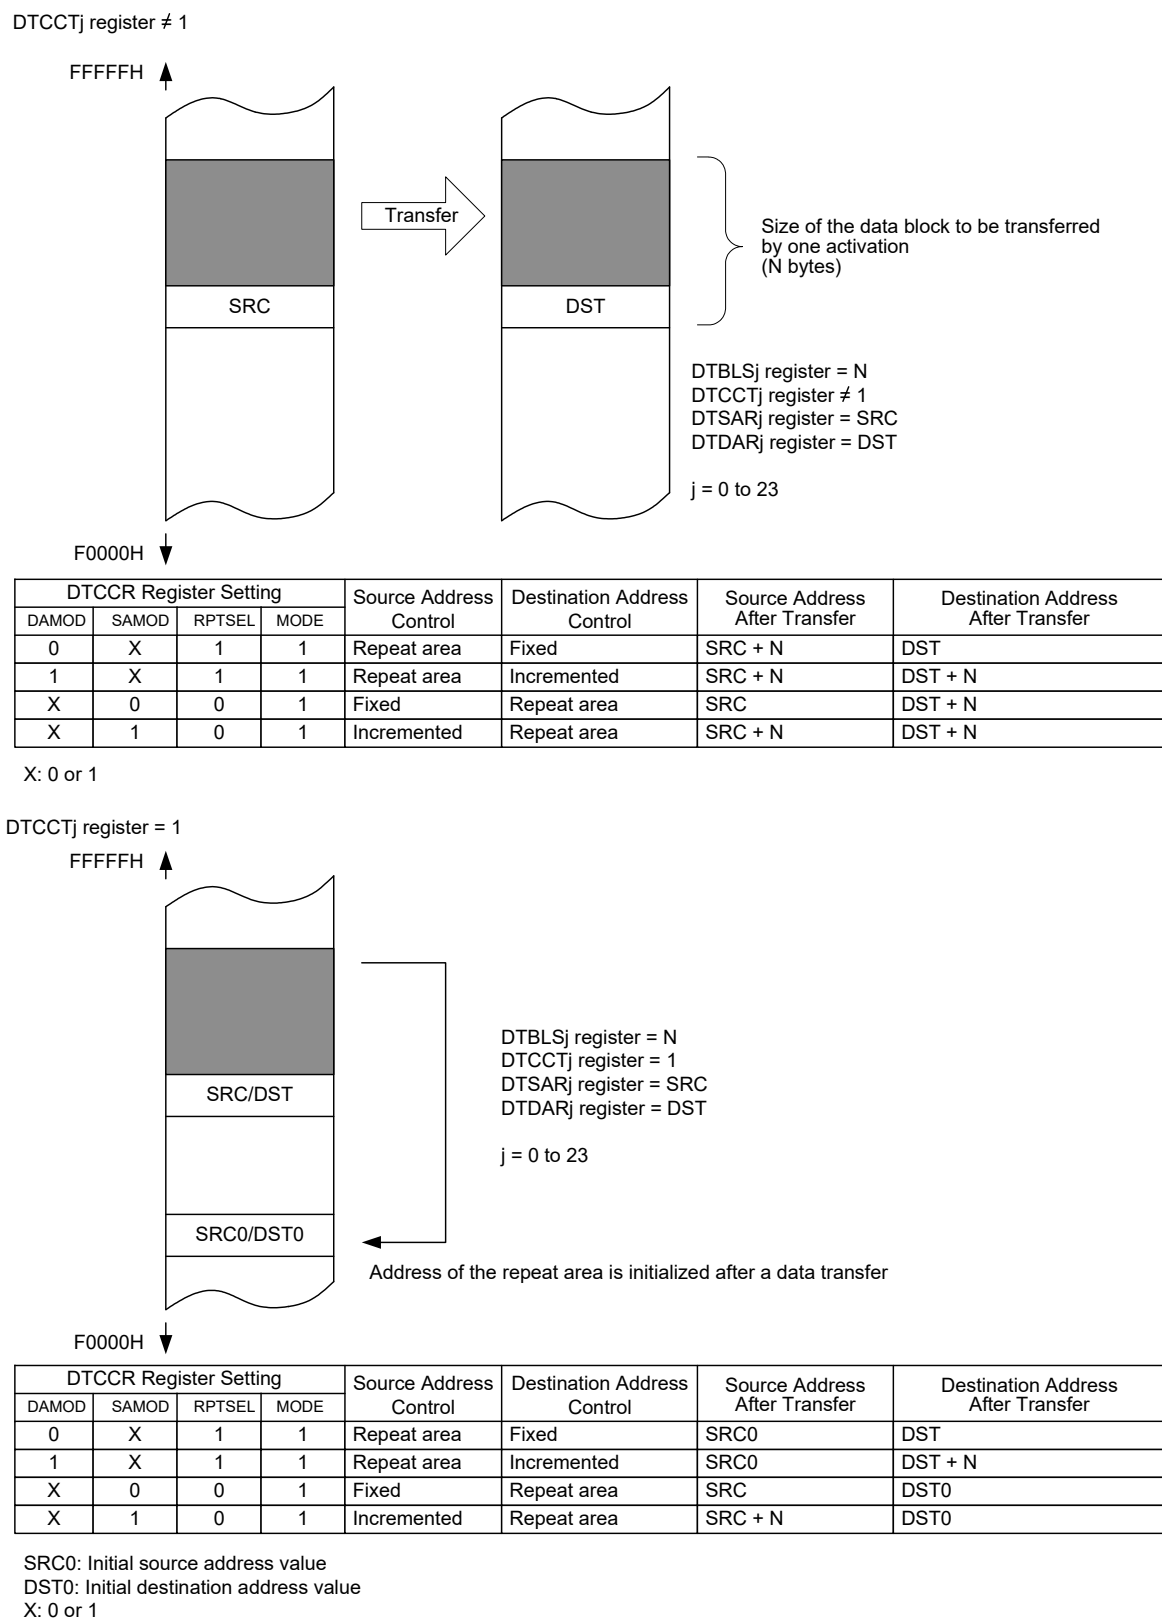 DTCCTj register ≠ 1
FFFFFH
Transfer
Size of the data block to be transferred
by one activation
(N bytes)
SRC
DST
DTBLSj register = N
DTCCTj register ≠ 1
DTSARj register = SRC
DTDARj register = DST
j = 0 to 23
F0000H
DTCCR Register Setting Source Address Control Destination Address Control Source Address After Transfer Destination Address After Transfer
DAMOD SAMOD RPTSEL MODE
0 X 1 1 Repeat area Fixed SRC + N DST
1 X 1 1 Repeat area Incremented SRC + N DST + N
X 0 0 1 Fixed Repeat area SRC DST + N
X 1 0 1 Incremented Repeat area SRC + N DST + N
X: 0 or 1
DTCCTj register = 1
FFFFFH
DTBLSj register = N
DTCCTj register = 1
DTSARj register = SRC
DTDARj register = DST
j = 0 to 23
SRC/DST
SRC0/DST0
Address of the repeat area is initialized after a data transfer
F0000H
DTCCR Register Setting Source Address Control Destination Address Control Source Address After Transfer Destination Address After Transfer
DAMOD SAMOD RPTSEL MODE
0 X 1 1 Repeat area Fixed SRC0 DST
1 X 1 1 Repeat area Incremented SRC0 DST + N
X 0 0 1 Fixed Repeat area SRC DST0
X 1 0 1 Incremented Repeat area SRC + N DST0
SRC0: Initial source address value
DST0: Initial destination address value
X: 0 or 1